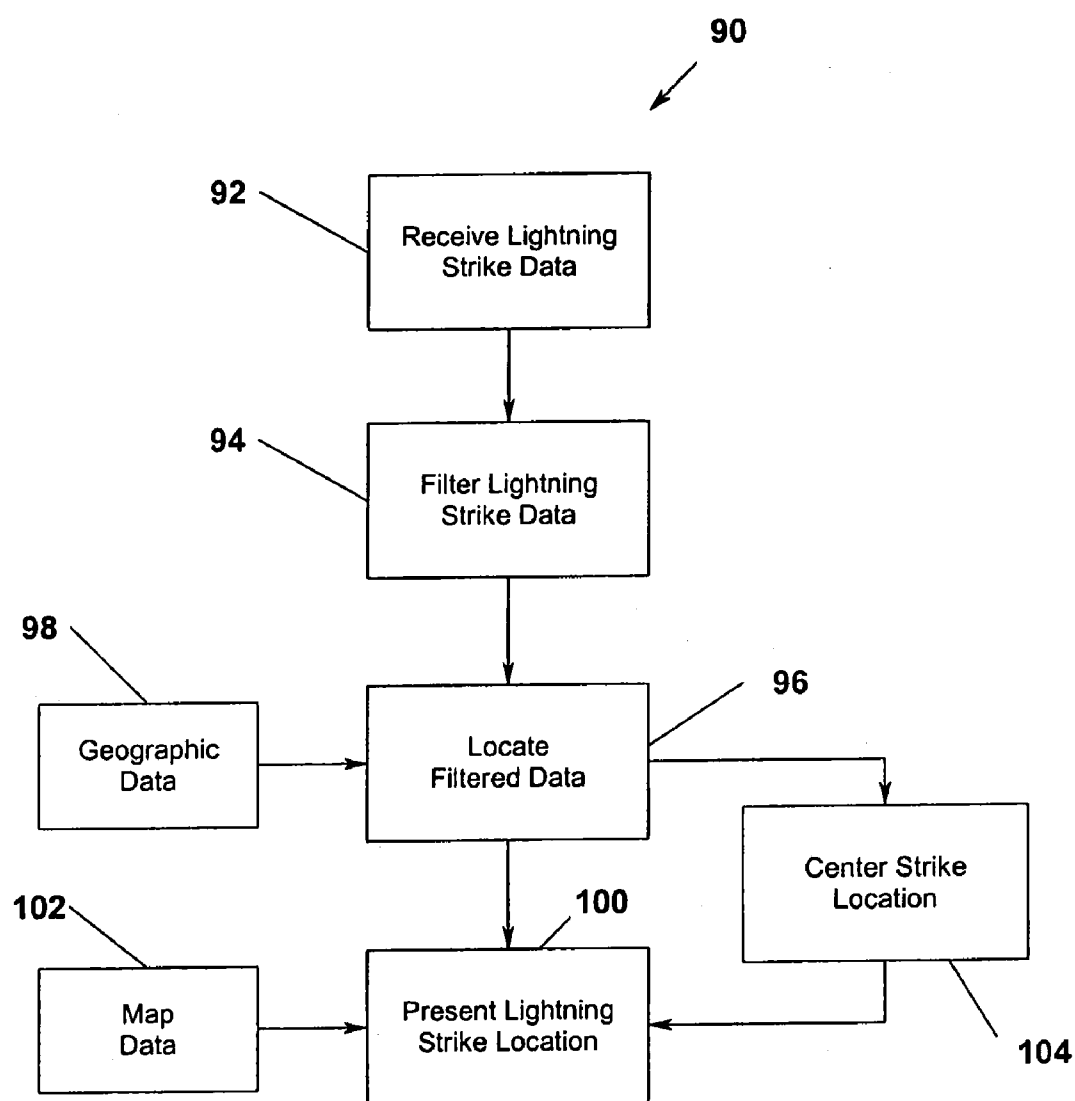 90
92
Receive Lightning
Strike Data
94
Filter Lightning
Strike Data
98
96
Geographic
Data
Locate
Filtered Data
Center Strike
Location
102
100
Map
Data
Present Lightning
Strike Location
104